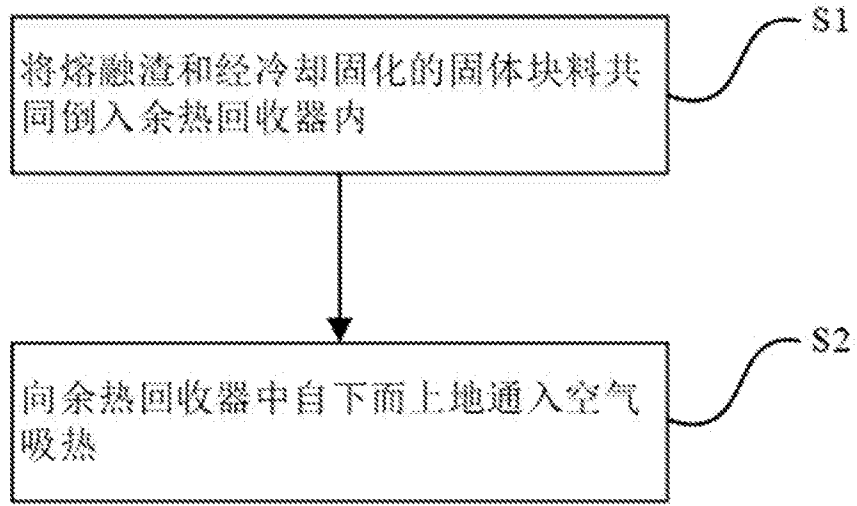 S1
将熔融渣和经冷却固化的固体块料共
同倒入余热回收器内
S2
向余热回收器中自下而上地通入空气
吸热